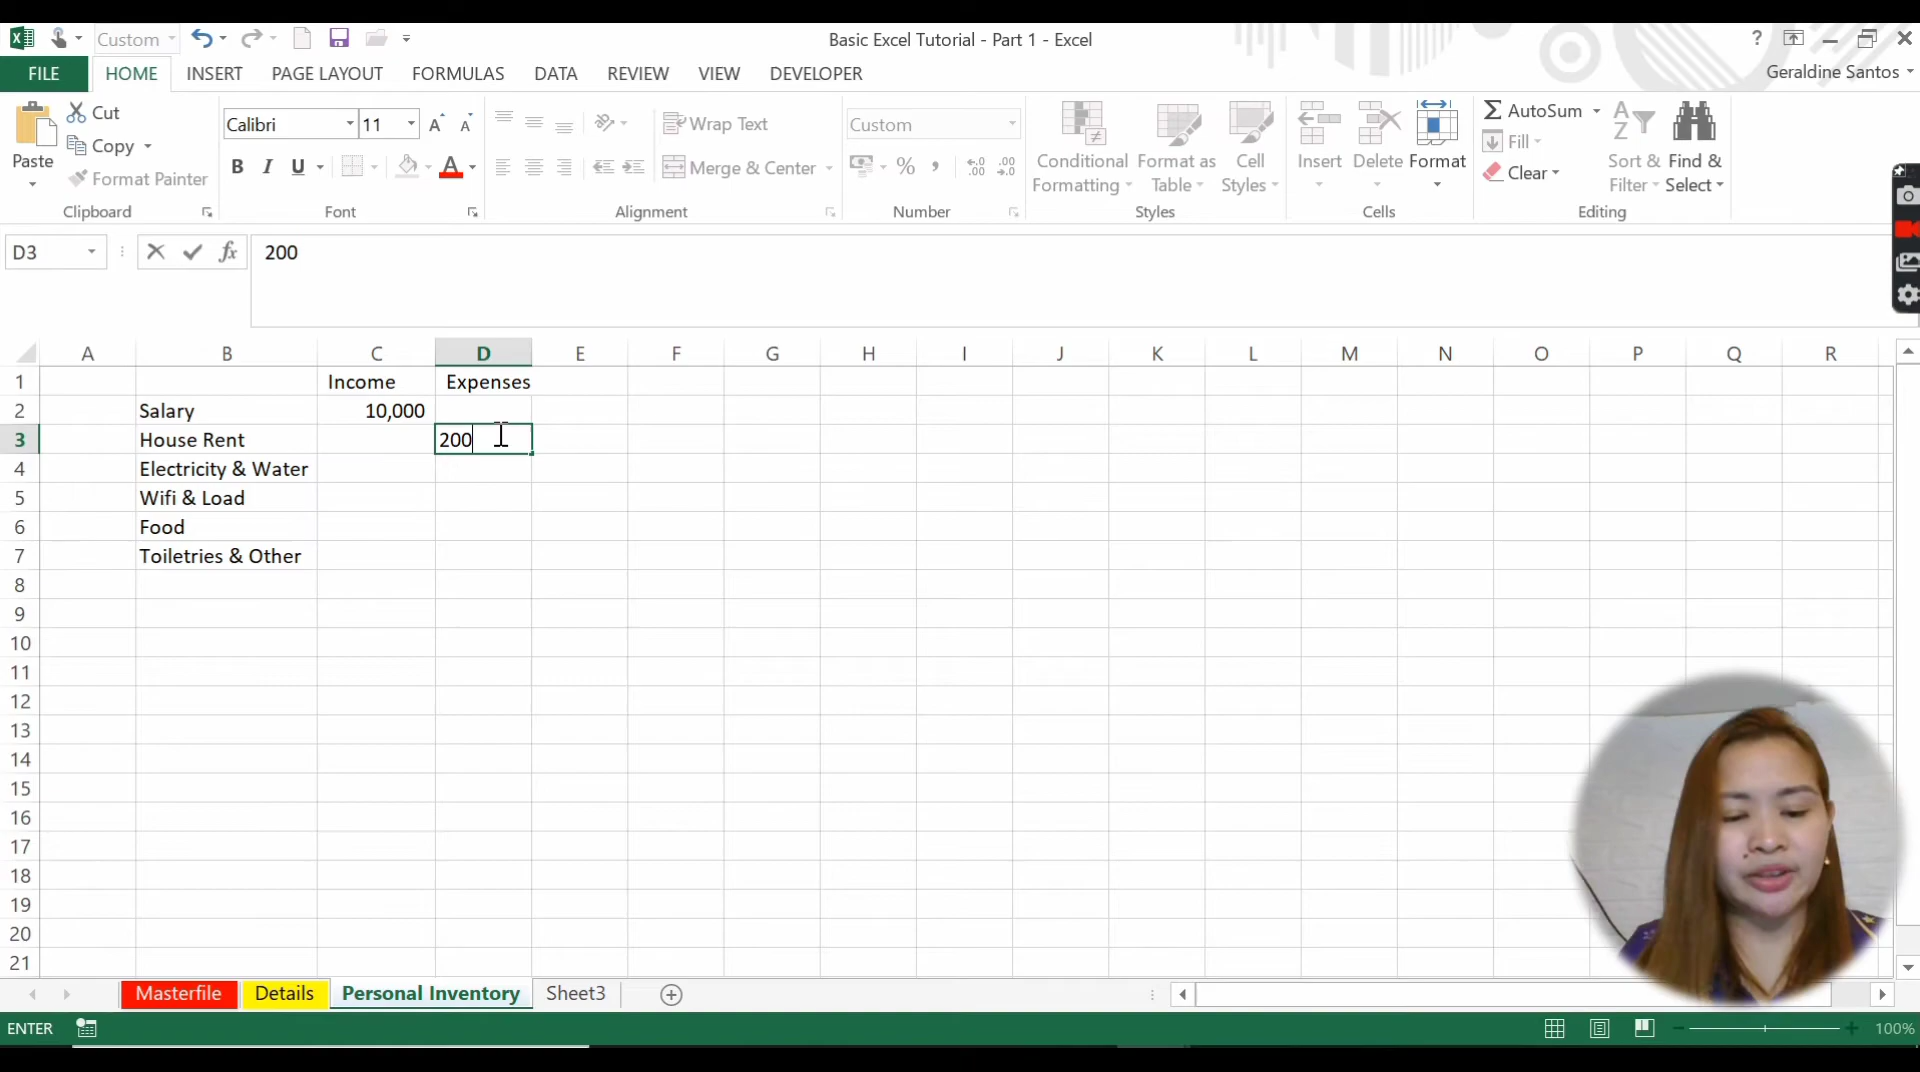 Custom
Basic Excel Tutorial - Part 1 - Excel
?
FILE HOME INSERT PAGE LAYOUT FORMULAS DATA REVIEW VIEW DEVELOPER Geraldine Santos
Paste
Cut
Copy
Format Painter
Clipboard
Calibri 11
B I U A
Font
Wrap Text
Merge & Center
Alignment
Custom
% ,
Number
Conditional Formatting
Format as Table
Cell Styles
Styles
Insert
Delete
Format
Cells
AutoSum
Fill
Clear
Sort & Filter
Find & Select
Editing
D3 fx 200
A B C D E F G H I J K L M N O P Q R
1 Income Expenses
2 Salary 10,000
3 House Rent 200
4 Electricity & Water
5 Wifi & Load
6 Food
7 Toiletries & Other
8
9
10
11
12
13
14
15
16
17
18
19
20
21
Masterfile Details Personal Inventory Sheet3
ENTER 100%